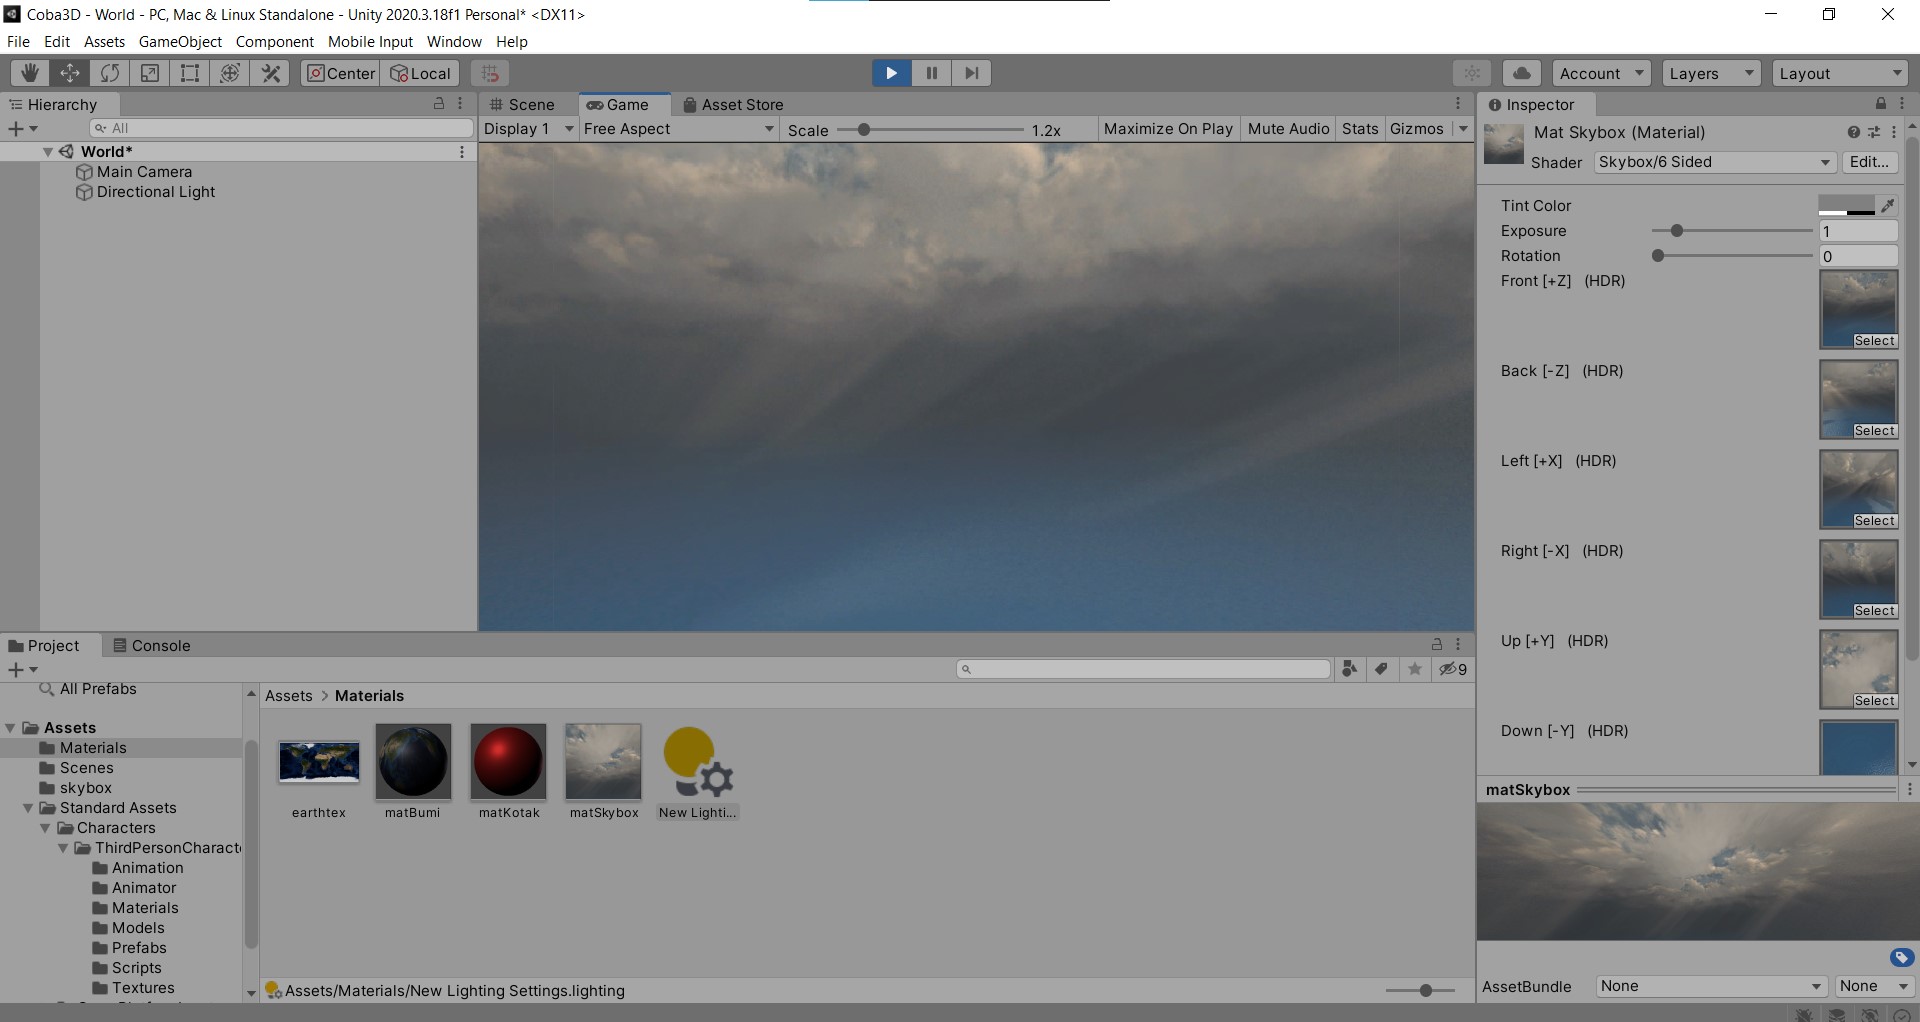 Coba3D - World - PC, Mac & Linux Standalone - Unity 2020.3.18f1 Personal* <DX11>
File Edit Assets GameObject Component Mobile Input Window Help
Center Local Account Layers Layout
Hierarchy
All
World*
Main Camera
Directional Light
Scene Game Asset Store
Display 1 Free Aspect Scale 1.2x Maximize On Play Mute Audio Stats Gizmos
Inspector
Mat Skybox (Material)
Shader Skybox/6 Sided Edit...
Tint Color
Exposure 1
Rotation 0
Front [+Z] (HDR)
Select
Back [-Z] (HDR)
Select
Left [+X] (HDR)
Select
Right [-X] (HDR)
Select
Up [+Y] (HDR)
Select
Down [-Y] (HDR)
matSkybox
AssetBundle None None
Project Console
9
All Prefabs
Assets
Materials
Scenes
skybox
Standard Assets
Characters
ThirdPersonCharact
Animation
Animator
Materials
Models
Prefabs
Scripts
Textures
Assets > Materials
earthtex matBumi matKotak matSkybox New Lighti...
Assets/Materials/New Lighting Settings.lighting